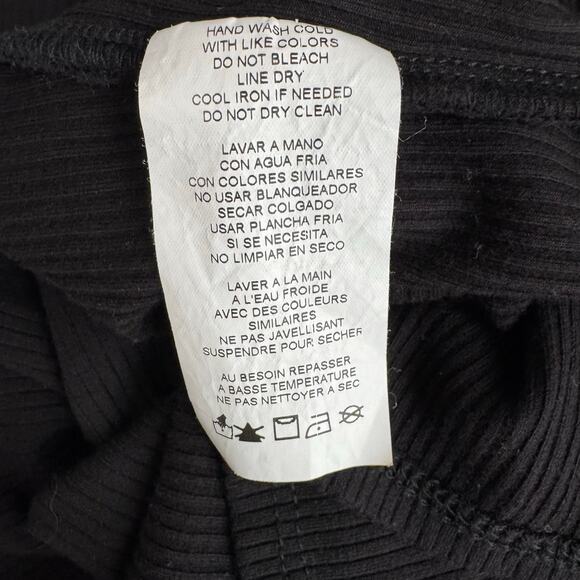 HAND WASH COLD
WITH LIKE COLORS
DO NOT BLEACH
LINE DRY
COOL IRON IF NEEDED
DO NOT DRY CLEAN
LAVAR A MANO
CON AGUA FRIA
CON COLORES SIMILARES
NO USAR BLANQUEADOR
SECAR COLGADO
USAR PLANCHA FRIA
SI SE NECESITA
NO LIMPIAR EN SECO
LAVER A LA MAIN
A L'EAU FROIDE
AVEC DES COULEURS
SIMILAIRES
NE PAS JAVELLISANT
SUSPENDRE POUR SECHER
AU BESOIN REPASSER
A BASSE TEMPERATURE
NE PAS NETTOYER A SEC